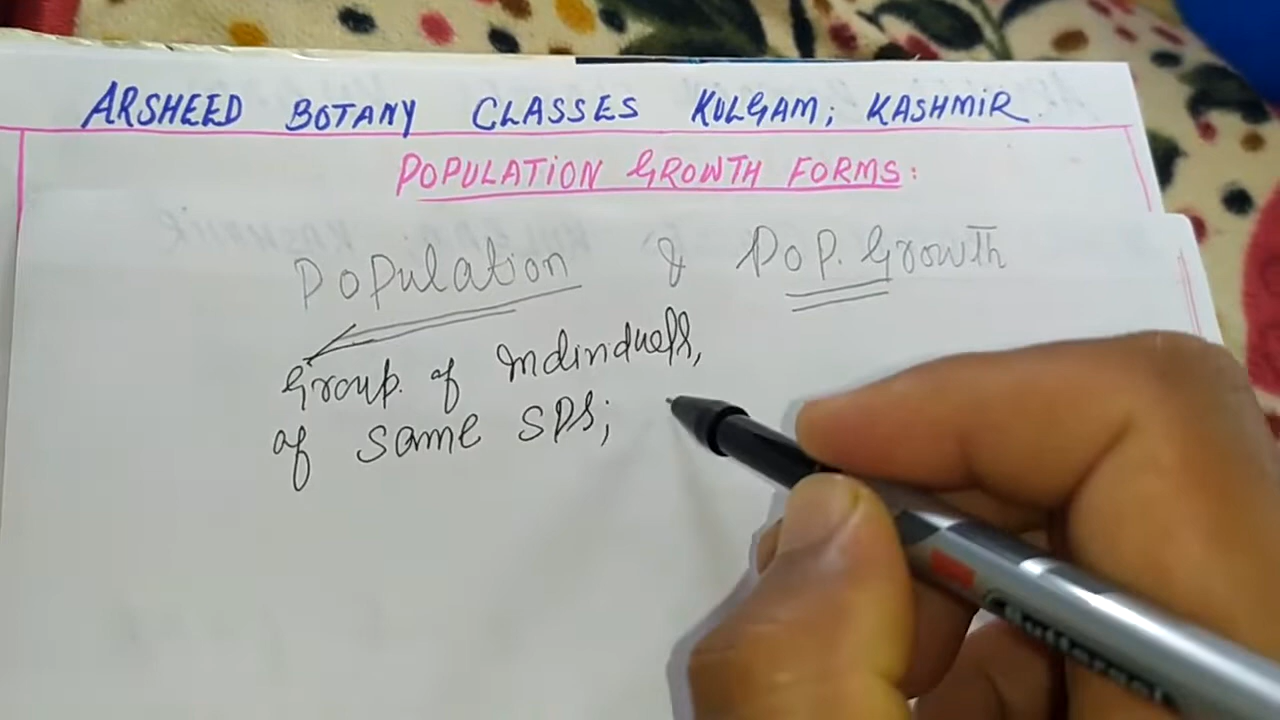 ARSHEED BOTANY CLASSES KULGAM; KASHMIR.
POPULATION GROWTH FORMS:
Population & POP. Growth
Group. of Individuals,
of same SPS;